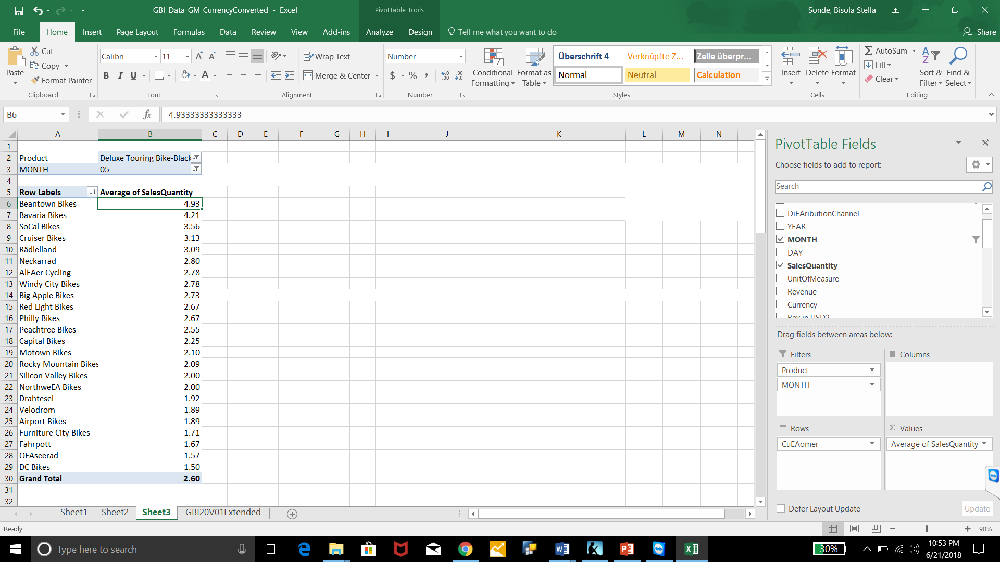 GBI_Data_GM_CurrencyConverted - Excel
PivotTable Tools
Sonde, Bisola Stella
File Home Insert Page Layout Formulas Data Review View Add-ins Analyze Design Tell me what you want to do Share
Paste
Cut
Copy
Format Painter
Clipboard
Calibri 11
B I U
Font
Wrap Text
Merge & Center
Alignment
Number
$ % ,
Number
Conditional Formatting
Format as Table
Überschrift 4 Verknüpfte Z... Zelle überpr...
Normal Neutral Calculation
Styles
Insert Delete Format
Cells
AutoSum
Fill
Clear
Sort & Filter
Find & Select
Editing
B6 fx 4.93333333333333
A B C D E F G H I J K L M N
1
2 Product Deluxe Touring Bike-Black
3 MONTH 05
4
5 Row Labels Average of SalesQuantity
6 Beantown Bikes 4.93
7 Bavaria Bikes 4.21
8 SoCal Bikes 3.56
9 Cruiser Bikes 3.13
10 Rädlelland 3.09
11 Neckarrad 2.80
12 AlEAer Cycling 2.78
13 Windy City Bikes 2.78
14 Big Apple Bikes 2.73
15 Red Light Bikes 2.67
16 Philly Bikes 2.67
17 Peachtree Bikes 2.55
18 Capital Bikes 2.25
19 Motown Bikes 2.10
20 Rocky Mountain Bikes 2.09
21 Silicon Valley Bikes 2.00
22 NorthweEA Bikes 2.00
23 Drahtesel 1.92
24 Velodrom 1.89
25 Airport Bikes 1.89
26 Furniture City Bikes 1.71
27 Fahrpott 1.67
28 OEAseerad 1.57
29 DC Bikes 1.50
30 Grand Total 2.60
31
32
Sheet1 Sheet2 Sheet3 GBI20V01Extended
Ready
90%
PivotTable Fields
Choose fields to add to report:
Search
DiEAributionChannel
YEAR
MONTH
DAY
SalesQuantity
UnitOfMeasure
Revenue
Currency
Rev in USD2
Drag fields between areas below:
Filters
Product
MONTH
Columns
Rows
CuEAomer
Values
Average of SalesQuantity
Defer Layout Update
Update
Type here to search
30%
10:53 PM
6/21/2018